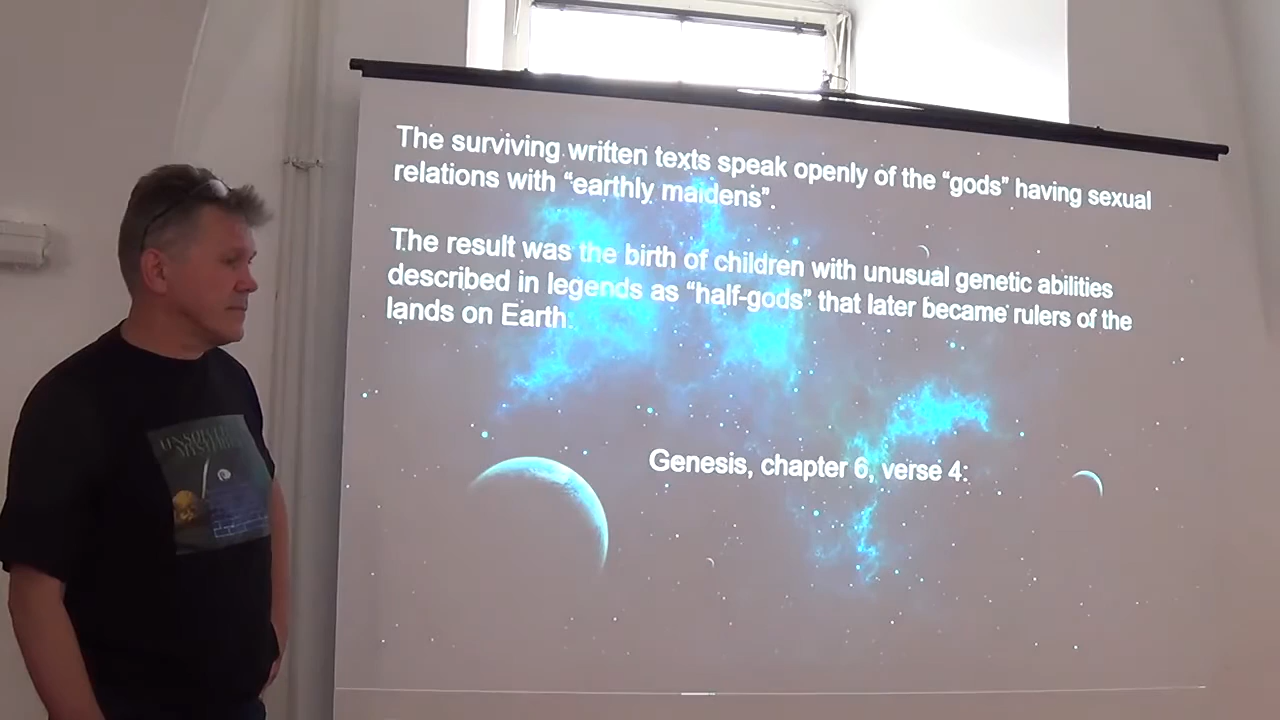 The surviving written texts speak openly of the “gods” having sexual
relations with “earthly maidens”.
The result was the birth of children with unusual genetic abilities
described in legends as “half-gods” that later became rulers of the
lands on Earth.
Genesis, chapter 6, verse 4:
UNSOLVED
MYSTERIES